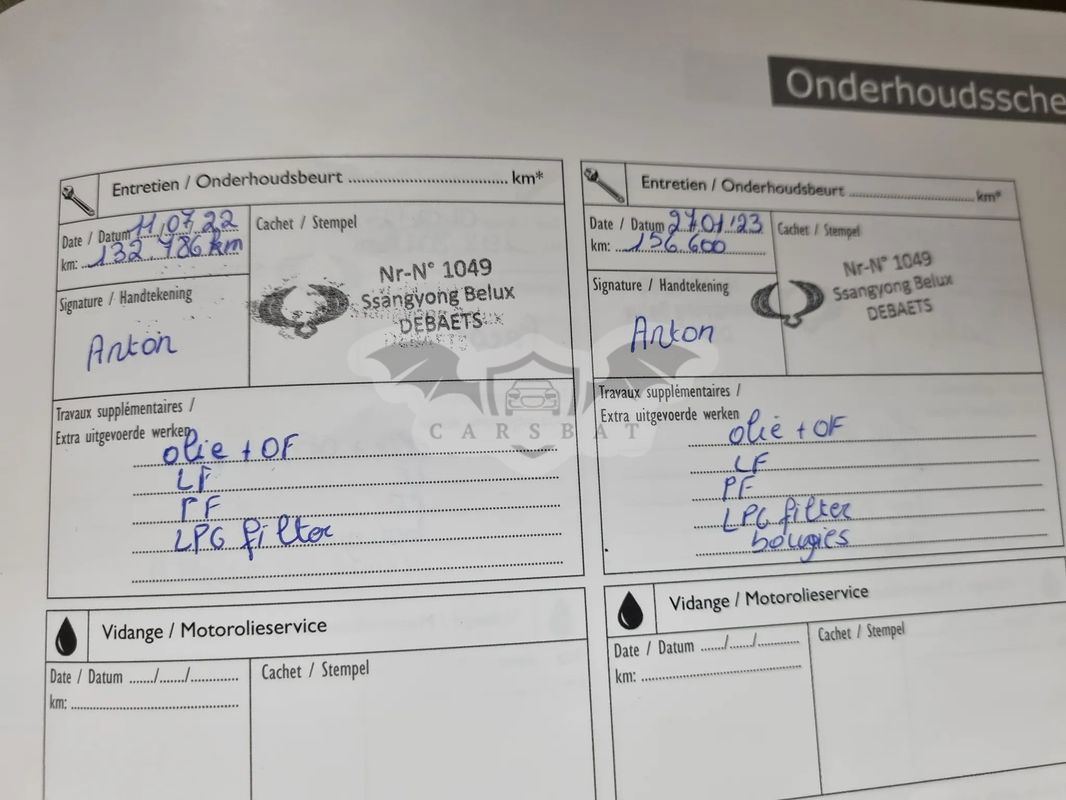 Onderhoudssche
Entretien / Onderhoudsbeurt ........................................ km*
Date / Datum 11,07,22
km: 132.786 km
Cachet / Stempel
Nr-N° 1049
Ssangyong Belux
DEBAETS
Signature / Handtekening
Anton
Travaux supplémentaires /
Extra uitgevoerde werken
olie + OF
LF
PF
LPG filter
Entretien / Onderhoudsbeurt ........................................ km*
Date / Datum 27/01/'23
km: 156.600
Cachet / Stempel
Nr-N° 1049
Ssangyong Belux
DEBAETS
Signature / Handtekening
Anton
Travaux supplémentaires /
Extra uitgevoerde werken
olie + OF
LF
PF
LPG filter
bougies
CARSBAT
Vidange / Motorolieservice
Date / Datum ....../....../............
km: ........................................
Cachet / Stempel
Vidange / Motorolieservice
Date / Datum ....../....../............
km: ........................................
Cachet / Stempel